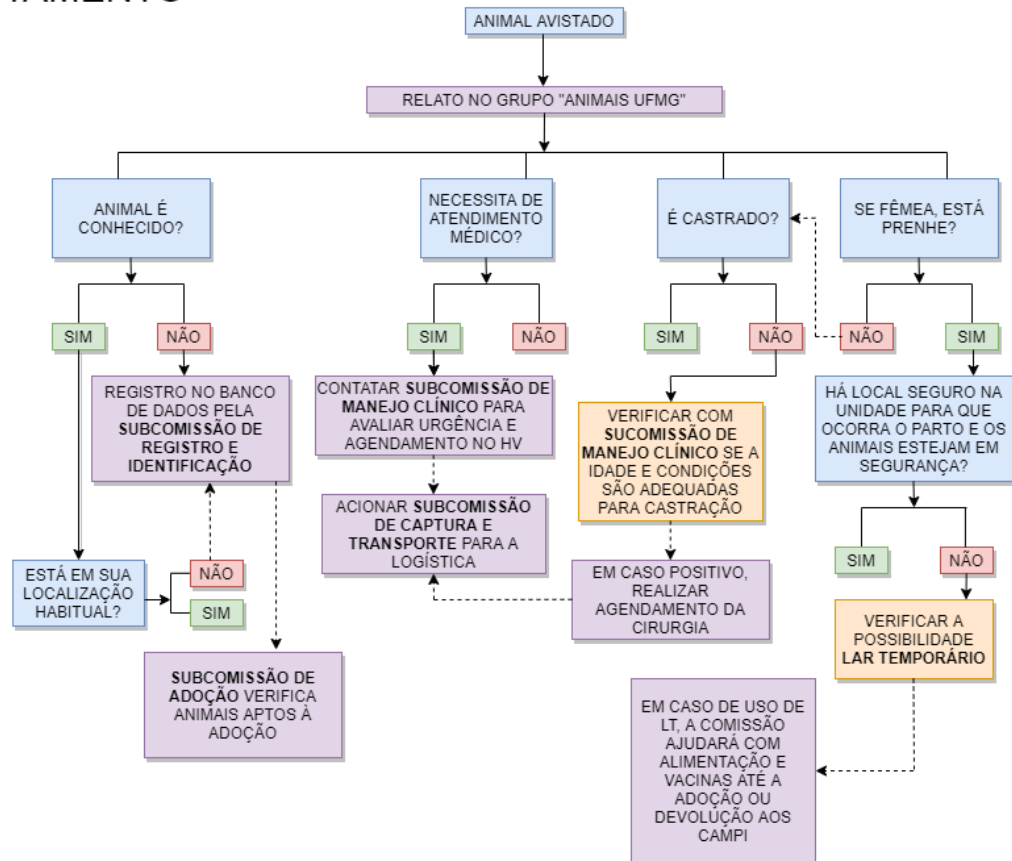 ANIMAL AVISTADO
RELATO NO GRUPO "ANIMAIS UFMG"
ANIMAL É
CONHECIDO?
NECESSITA DE
ATENDIMENTO
MÉDICO?
É CASTRADO?
SE FÊMEA, ESTÁ
PRENHE?
SIM
NÃO
SIM
NÃO
SIM
NÃO
NÃO
SIM
REGISTRO NO BANCO
DE DADOS PELA
SUBCOMISSÃO DE
REGISTRO E
IDENTIFICAÇÃO
CONTATAR SUBCOMISSÃO DE
MANEJO CLÍNICO PARA
AVALIAR URGÊNCIA E
AGENDAMENTO NO HV
VERIFICAR COM
SUCOMISSÃO DE
MANEJO CLÍNICO SE A
IDADE E CONDIÇÕES
SÃO ADEQUADAS
PARA CASTRAÇÃO
HÁ LOCAL SEGURO NA
UNIDADE PARA QUE
OCORRA O PARTO E OS
ANIMAIS ESTEJAM EM
SEGURANÇA?
ACIONAR SUBCOMISSÃO
DE CAPTURA E
TRANSPORTE PARA A
LOGÍSTICA
SIM
NÃO
ESTÁ EM SUA
LOCALIZAÇÃO
HABITUAL?
NÃO
SIM
EM CASO POSITIVO,
REALIZAR
AGENDAMENTO DA
CIRURGIA
VERIFICAR A
POSSIBILIDADE
LAR TEMPORÁRIO
SUBCOMISSÃO DE
ADOÇÃO VERIFICA
ANIMAIS APTOS À
ADOÇÃO
EM CASO DE USO DE
LT, A COMISSÃO
AJUDARÁ COM
ALIMENTAÇÃO E
VACINAS ATÉ A
ADOÇÃO OU
DEVOLUÇÃO AOS
CAMPI